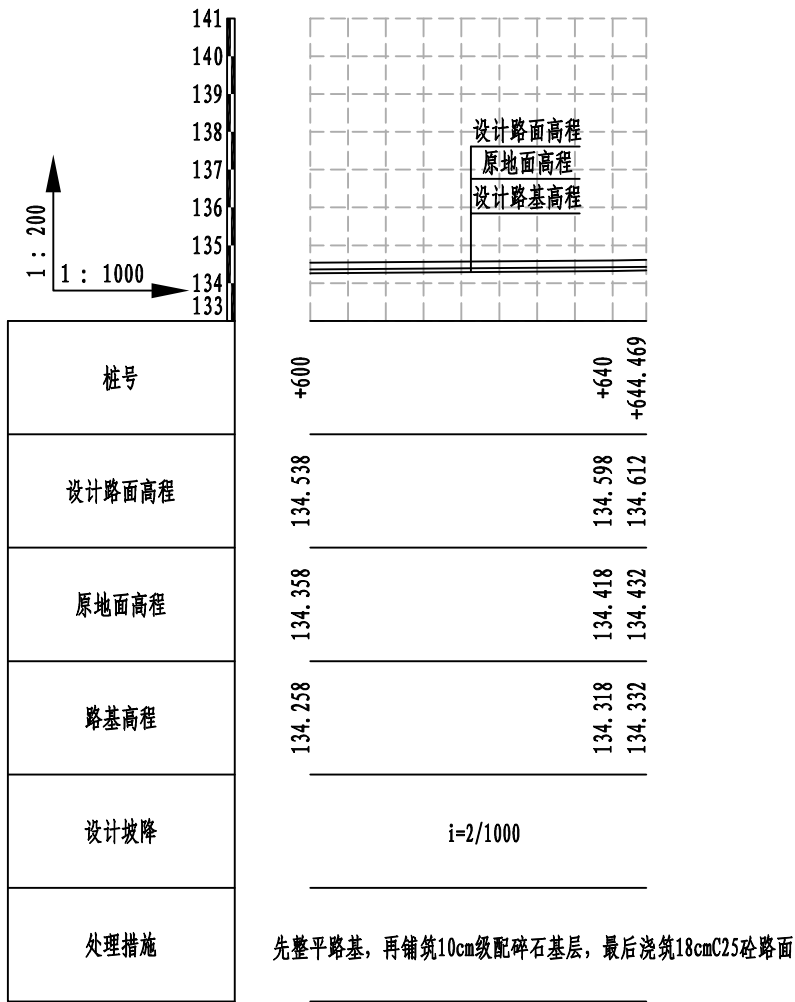 141
140
139
138
137
136
135
134
133
1: 200
1: 1000
设计路面高程
原地面高程
设计路基高程
桩号
+600
+640
+644.469
设计路面高程
134.538
134.598
134.612
原地面高程
134.358
134.418
134.432
路基高程
134.258
134.318
134.332
设计坡降
i=2/1000
处理措施
先整平路基，再铺筑10cm级配碎石基层，最后浇筑18cmC25砼路面